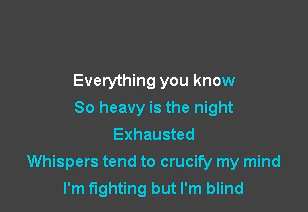 Everything you know
So heavy is the night
Exhausted
Whispers tend to crucify my mind
I'm fighting but I'm blind